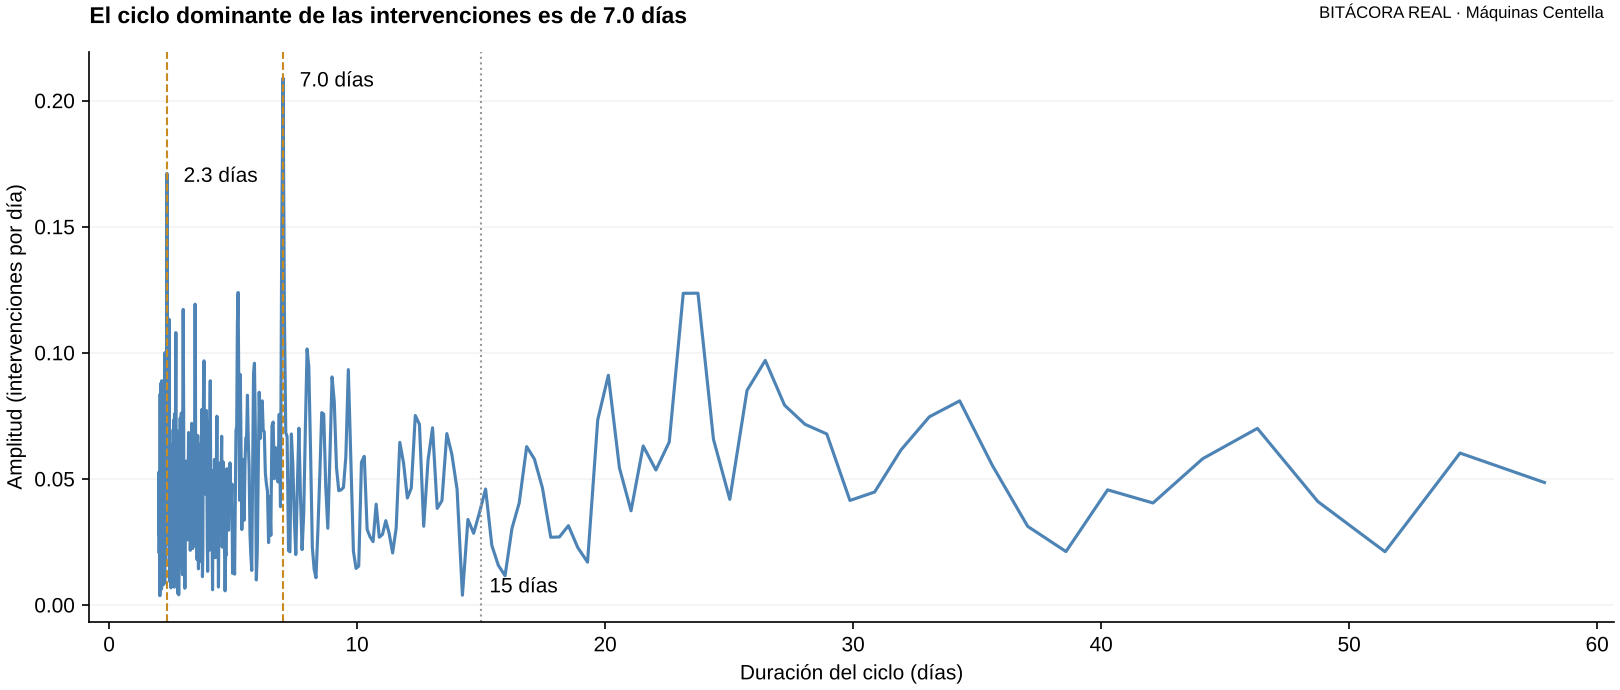 El ciclo dominante de las intervenciones es de 7.0 días
BITÁCORA REAL · Máquinas Centella
7.0 días
2.3 días
15 días
Amplitud (intervenciones por día)
0.20
0.15
0.10
0.05
0.00
0 10 20 30 40 50 60
Duración del ciclo (días)